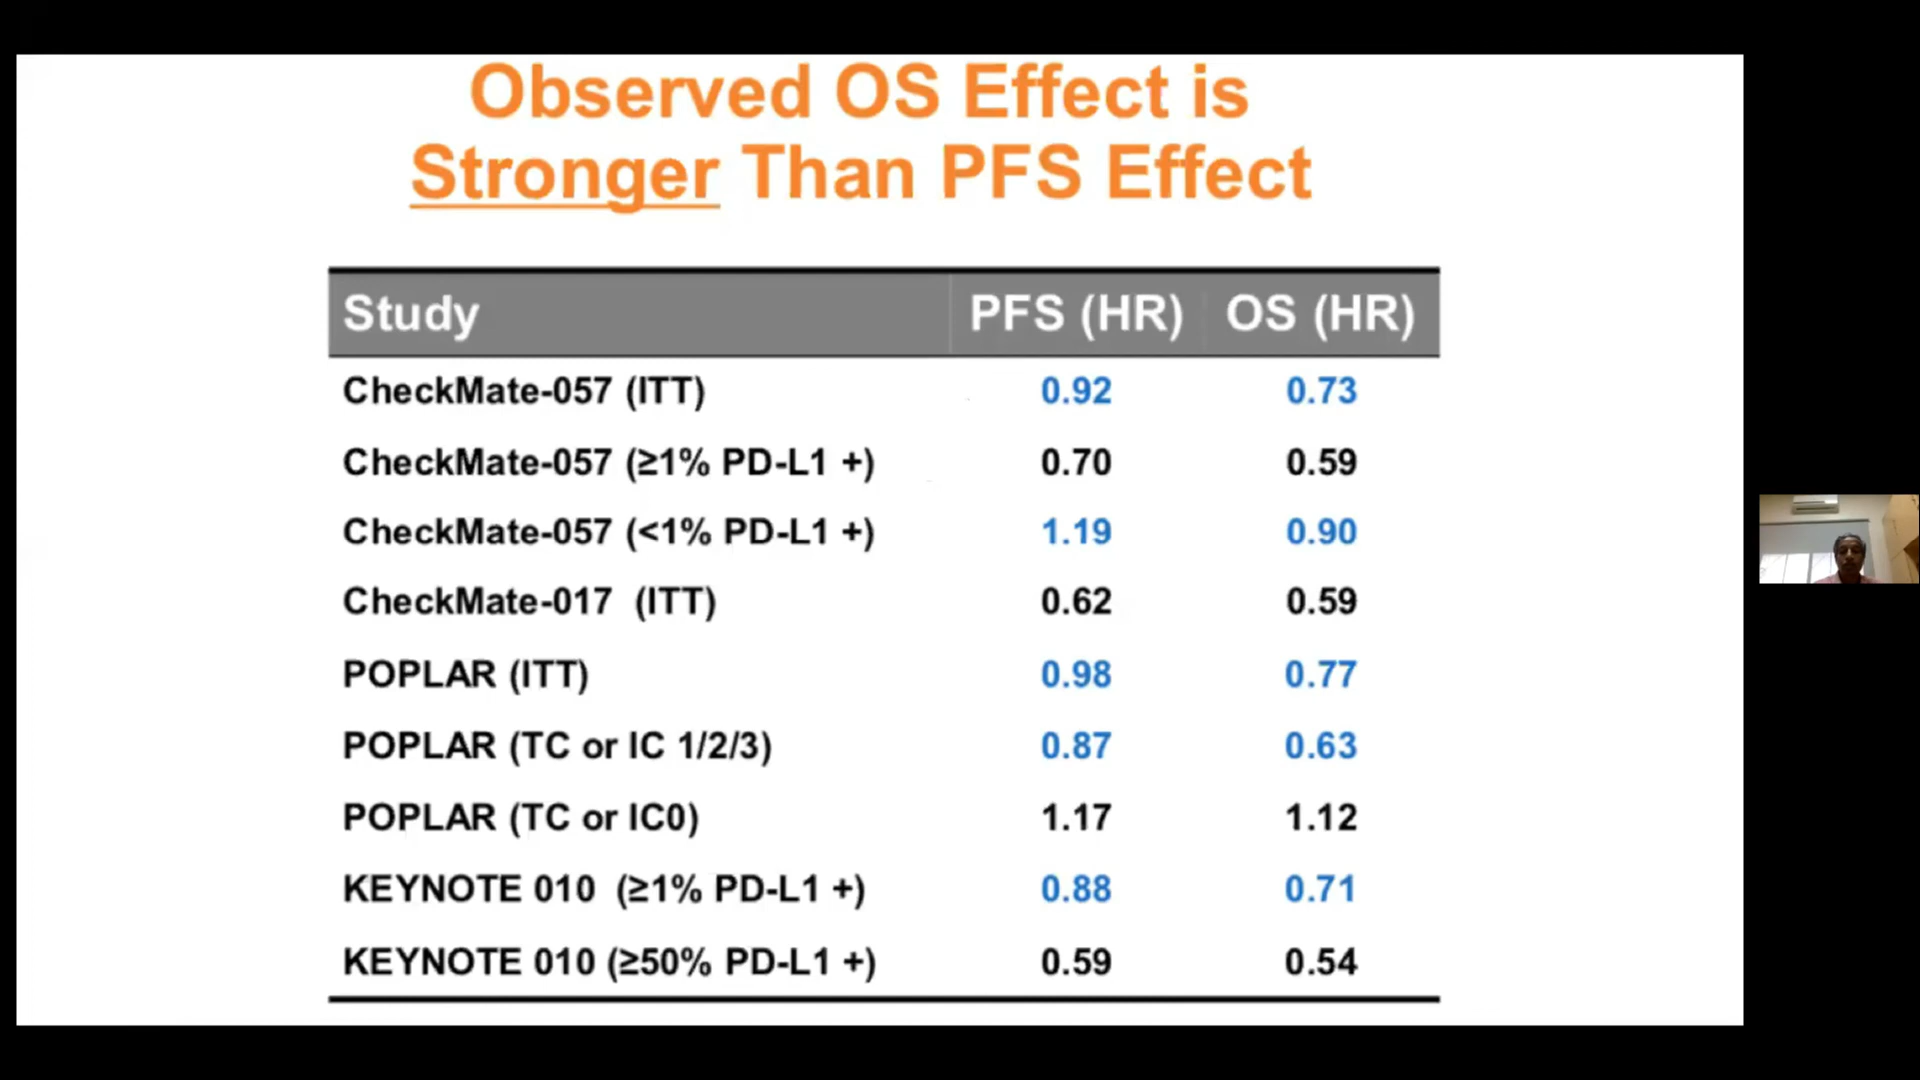 Observed OS Effect is
Stronger Than PFS Effect
Study PFS (HR) OS (HR)
CheckMate-057 (ITT) 0.92 0.73
CheckMate-057 (≥1% PD-L1 +) 0.70 0.59
CheckMate-057 (<1% PD-L1 +) 1.19 0.90
CheckMate-017 (ITT) 0.62 0.59
POPLAR (ITT) 0.98 0.77
POPLAR (TC or IC 1/2/3) 0.87 0.63
POPLAR (TC or IC0) 1.17 1.12
KEYNOTE 010 (≥1% PD-L1 +) 0.88 0.71
KEYNOTE 010 (≥50% PD-L1 +) 0.59 0.54